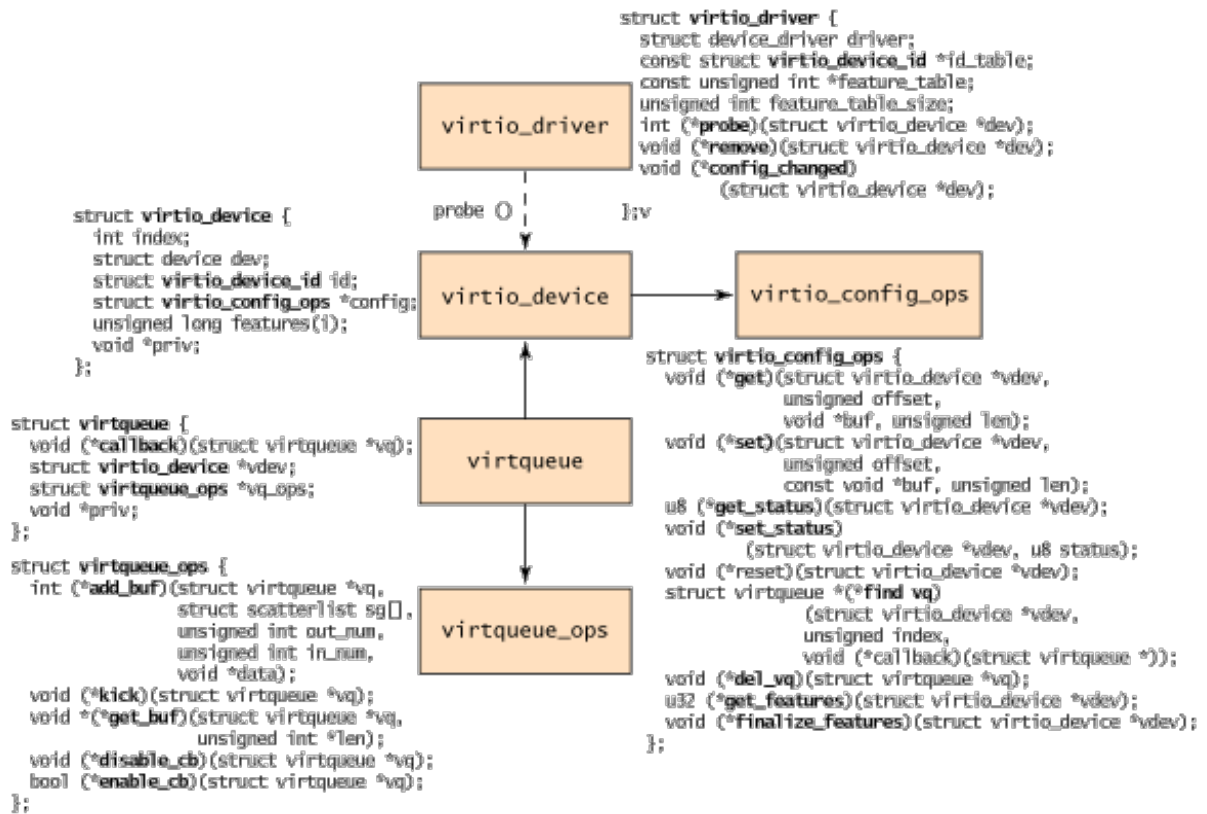 struct virtio_driver {
struct device_driver driver;
const struct virtio_device_id *id_table;
const unsigned int *feature_table;
unsigned int feature_table_size;
int (*probe)(struct virtio_device *dev);
void (*remove)(struct virtio_device *dev);
void (*config_changed)
(struct virtio_device *dev);
};v
virtio_driver
probe ()
struct virtio_device {
int index;
struct device dev;
struct virtio_device_id id;
struct virtio_config_ops *config;
unsigned long features(i);
void *priv;
};
virtio_device
virtio_config_ops
struct virtqueue {
void (*callback)(struct virtqueue *vq);
struct virtio_device *vdev;
struct virtqueue_ops *vq_ops;
void *priv;
};
virtqueue
struct virtio_config_ops {
void (*get)(struct virtio_device *vdev,
unsigned offset,
void *buf, unsigned len);
void (*set)(struct virtio_device *vdev,
unsigned offset,
const void *buf, unsigned len);
u8 (*get_status)(struct virtio_device *vdev);
void (*set_status)
(struct virtio_device *vdev, u8 status);
void (*reset)(struct virtio_device *vdev);
struct virtqueue *(*find vq)
(struct virtio_device *vdev,
unsigned index,
void (*callback)(struct virtqueue *));
void (*del_vq)(struct virtqueue *vq);
u32 (*get_features)(struct virtio_device *vdev);
void (*finalize_features)(struct virtio_device *vdev);
};
struct virtqueue_ops {
int (*add_buf)(struct virtqueue *vq,
struct scatterlist sg[],
unsigned int out_num,
unsigned int in_num,
void *data);
void (*kick)(struct virtqueue *vq);
void *(*get_buf)(struct virtqueue *vq,
unsigned int *len);
void (*disable_cb)(struct virtqueue *vq);
bool (*enable_cb)(struct virtqueue *vq);
};
virtqueue_ops